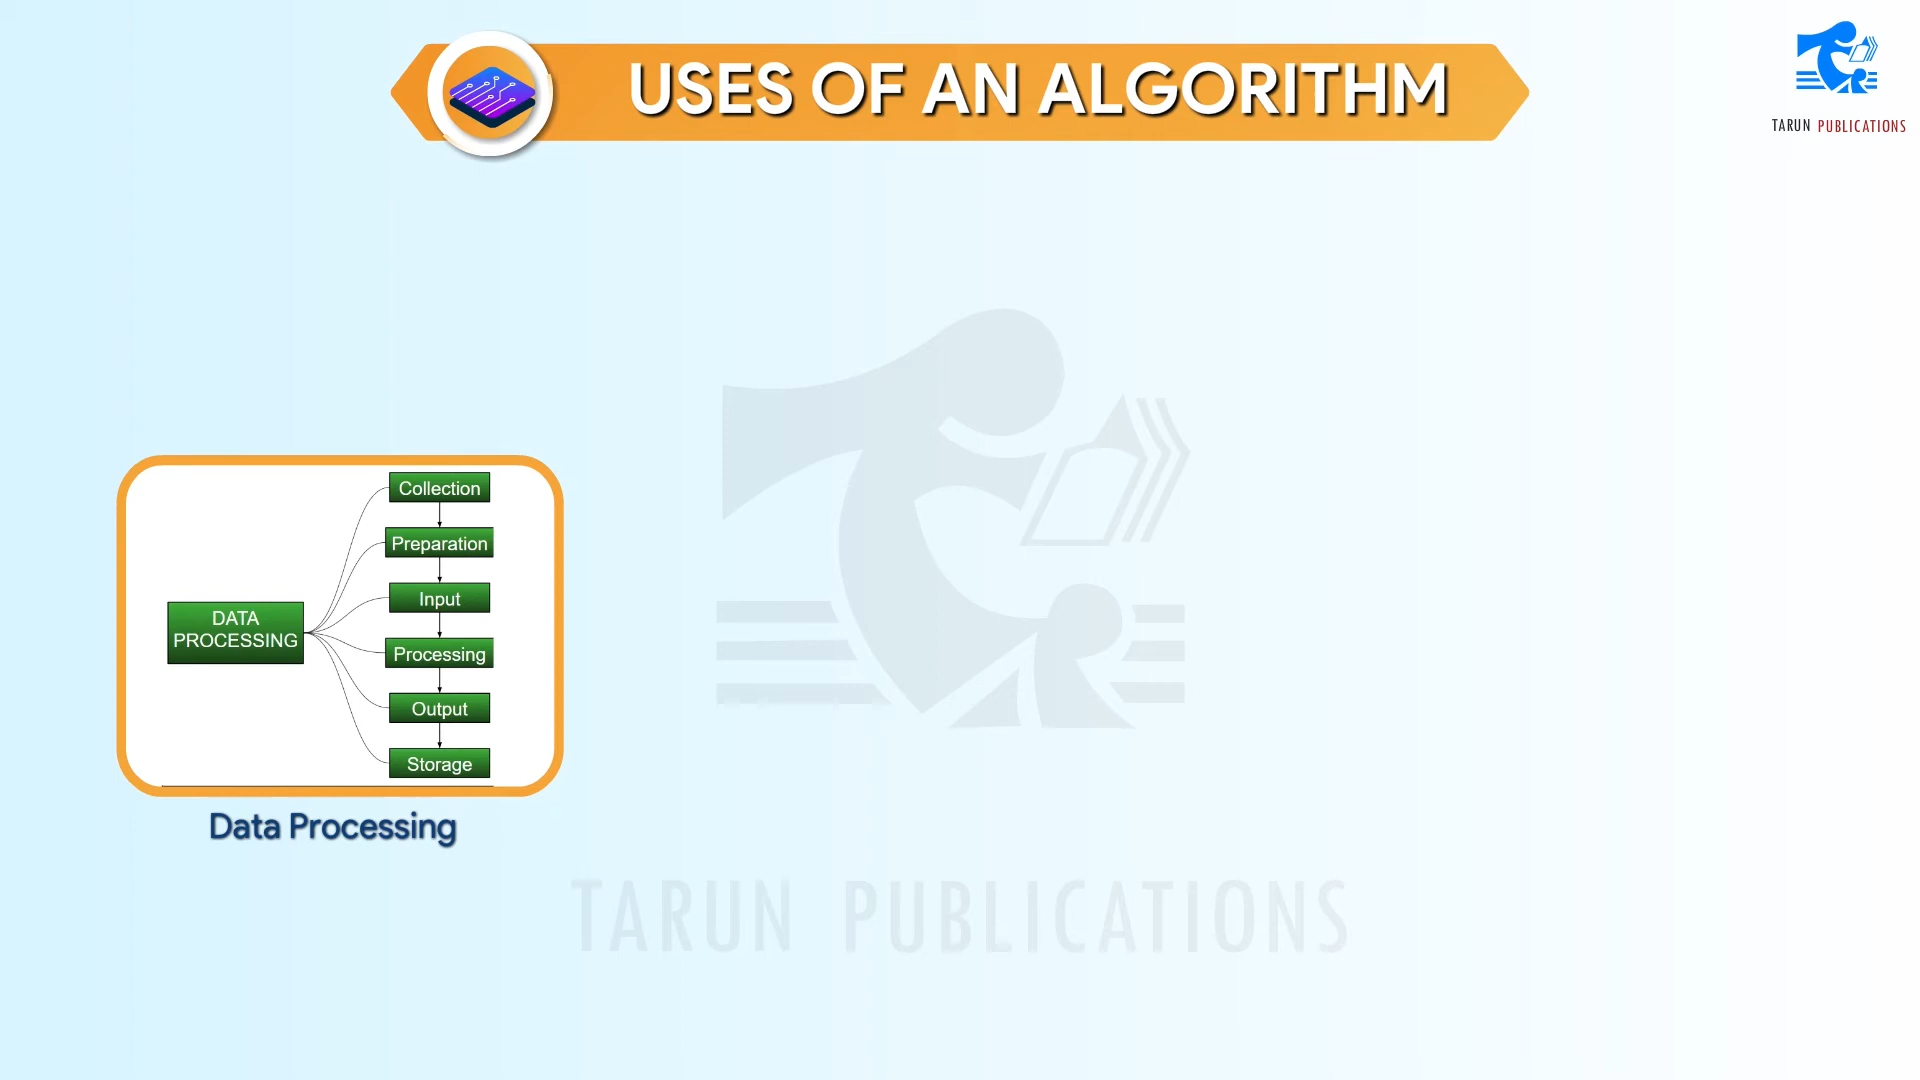 USES OF AN ALGORITHM
TARUN PUBLICATIONS
Collection
Preparation
Input
DATA
PROCESSING
Processing
Output
Storage
Data Processing
TARUN PUBLICATIONS